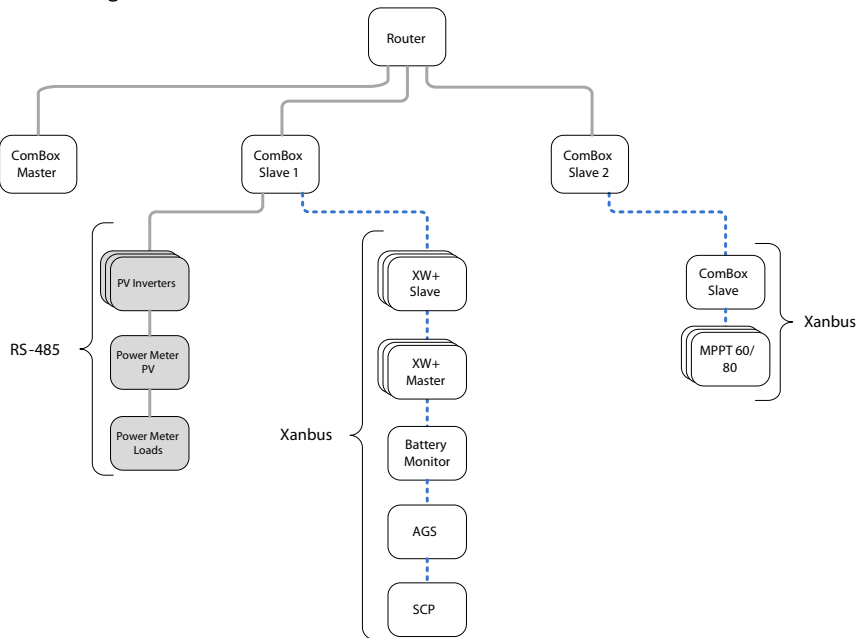 Router
ComBox
Master
ComBox
Slave 1
ComBox
Slave 2
RS-485
PV Inverters
Power Meter
PV
Power Meter
Loads
Xanbus
XW+
Slave
XW+
Master
Battery
Monitor
AGS
SCP
ComBox
Slave
MPPT 60/
80
Xanbus